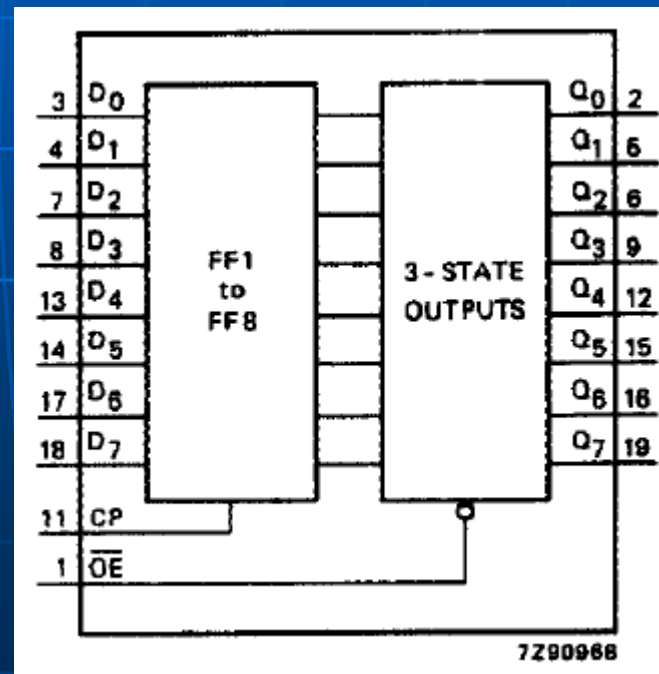 3 D0 Q0 2
4 D1 Q1 5
7 D2 Q2 6
8 D3 Q3 9
13 D4 Q4 12
14 D5 Q5 15
17 D6 Q6 16
18 D7 Q7 19
FF1
to
FF8
3-STATE
OUTPUTS
11 CP
1 O̅E̅
7Z90966